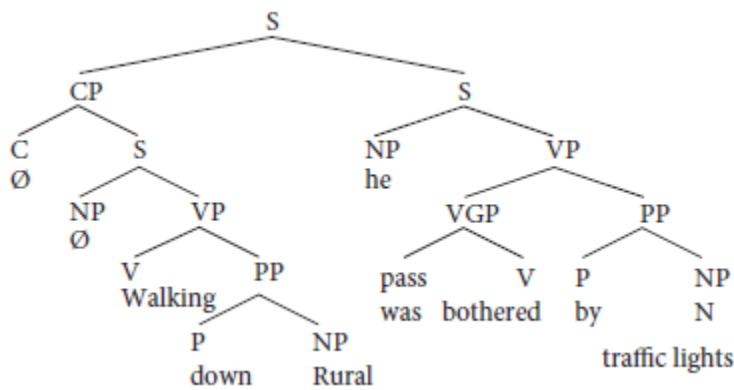 S
CP S
C S NP VP
Ø he
NP VP VGP PP
Ø
V PP pass V P NP
Walking was bothered by N
P NP traffic lights
down Rural